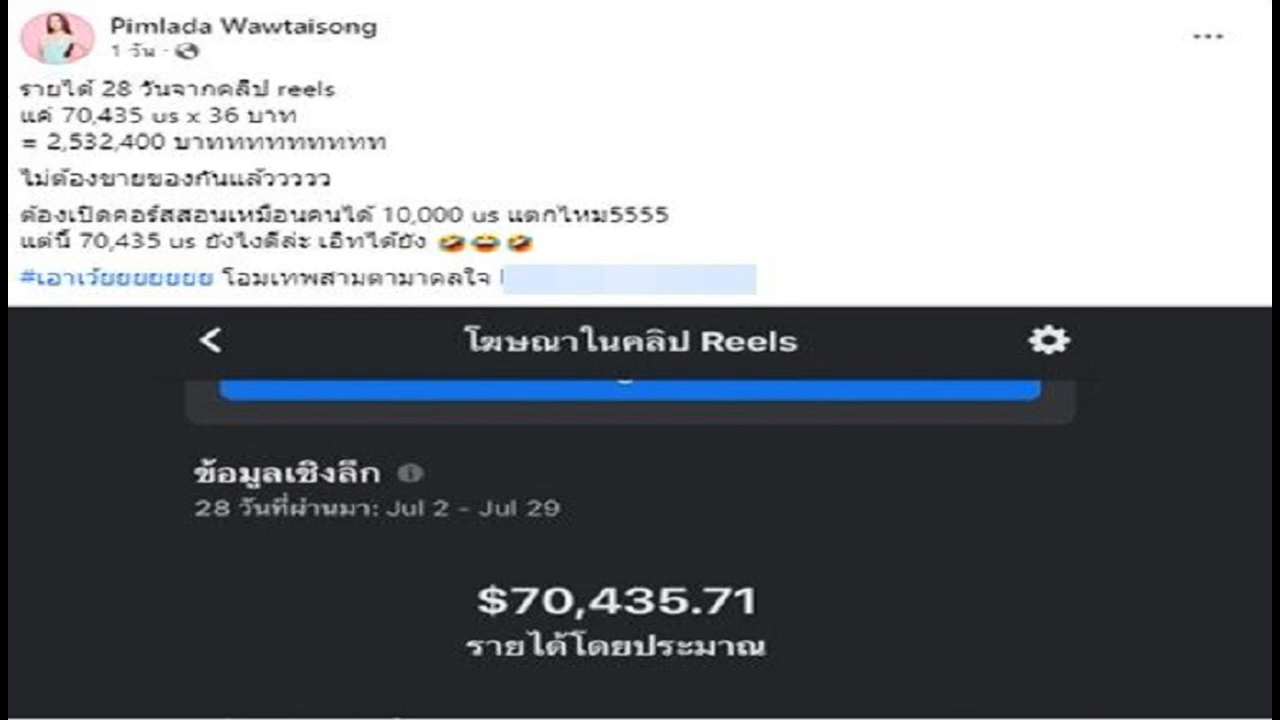 Pimlada Wawtaisong
1 วัน ·
รายได้ 28 วันจากคลิป reels
แค่ 70,435 us x 36 บาท
= 2,532,400 บาททททททททท
ไม่ต้องขายของกันแล้ววววว
ต้องเปิดคอร์สสอนเหมือนคนได้ 10,000 us แตกไหม5555
แต่นี้ 70,435 us ยังไงดีล่ะ เอิทได้ยัง 🤣😂🤣
#เอาเว้ยยยยยยย โอมเทพสามตามาดลใจ
โฆษณาในคลิป Reels
ข้อมูลเชิงลึก
28 วันที่ผ่านมา: Jul 2 - Jul 29
$70,435.71
รายได้โดยประมาณ